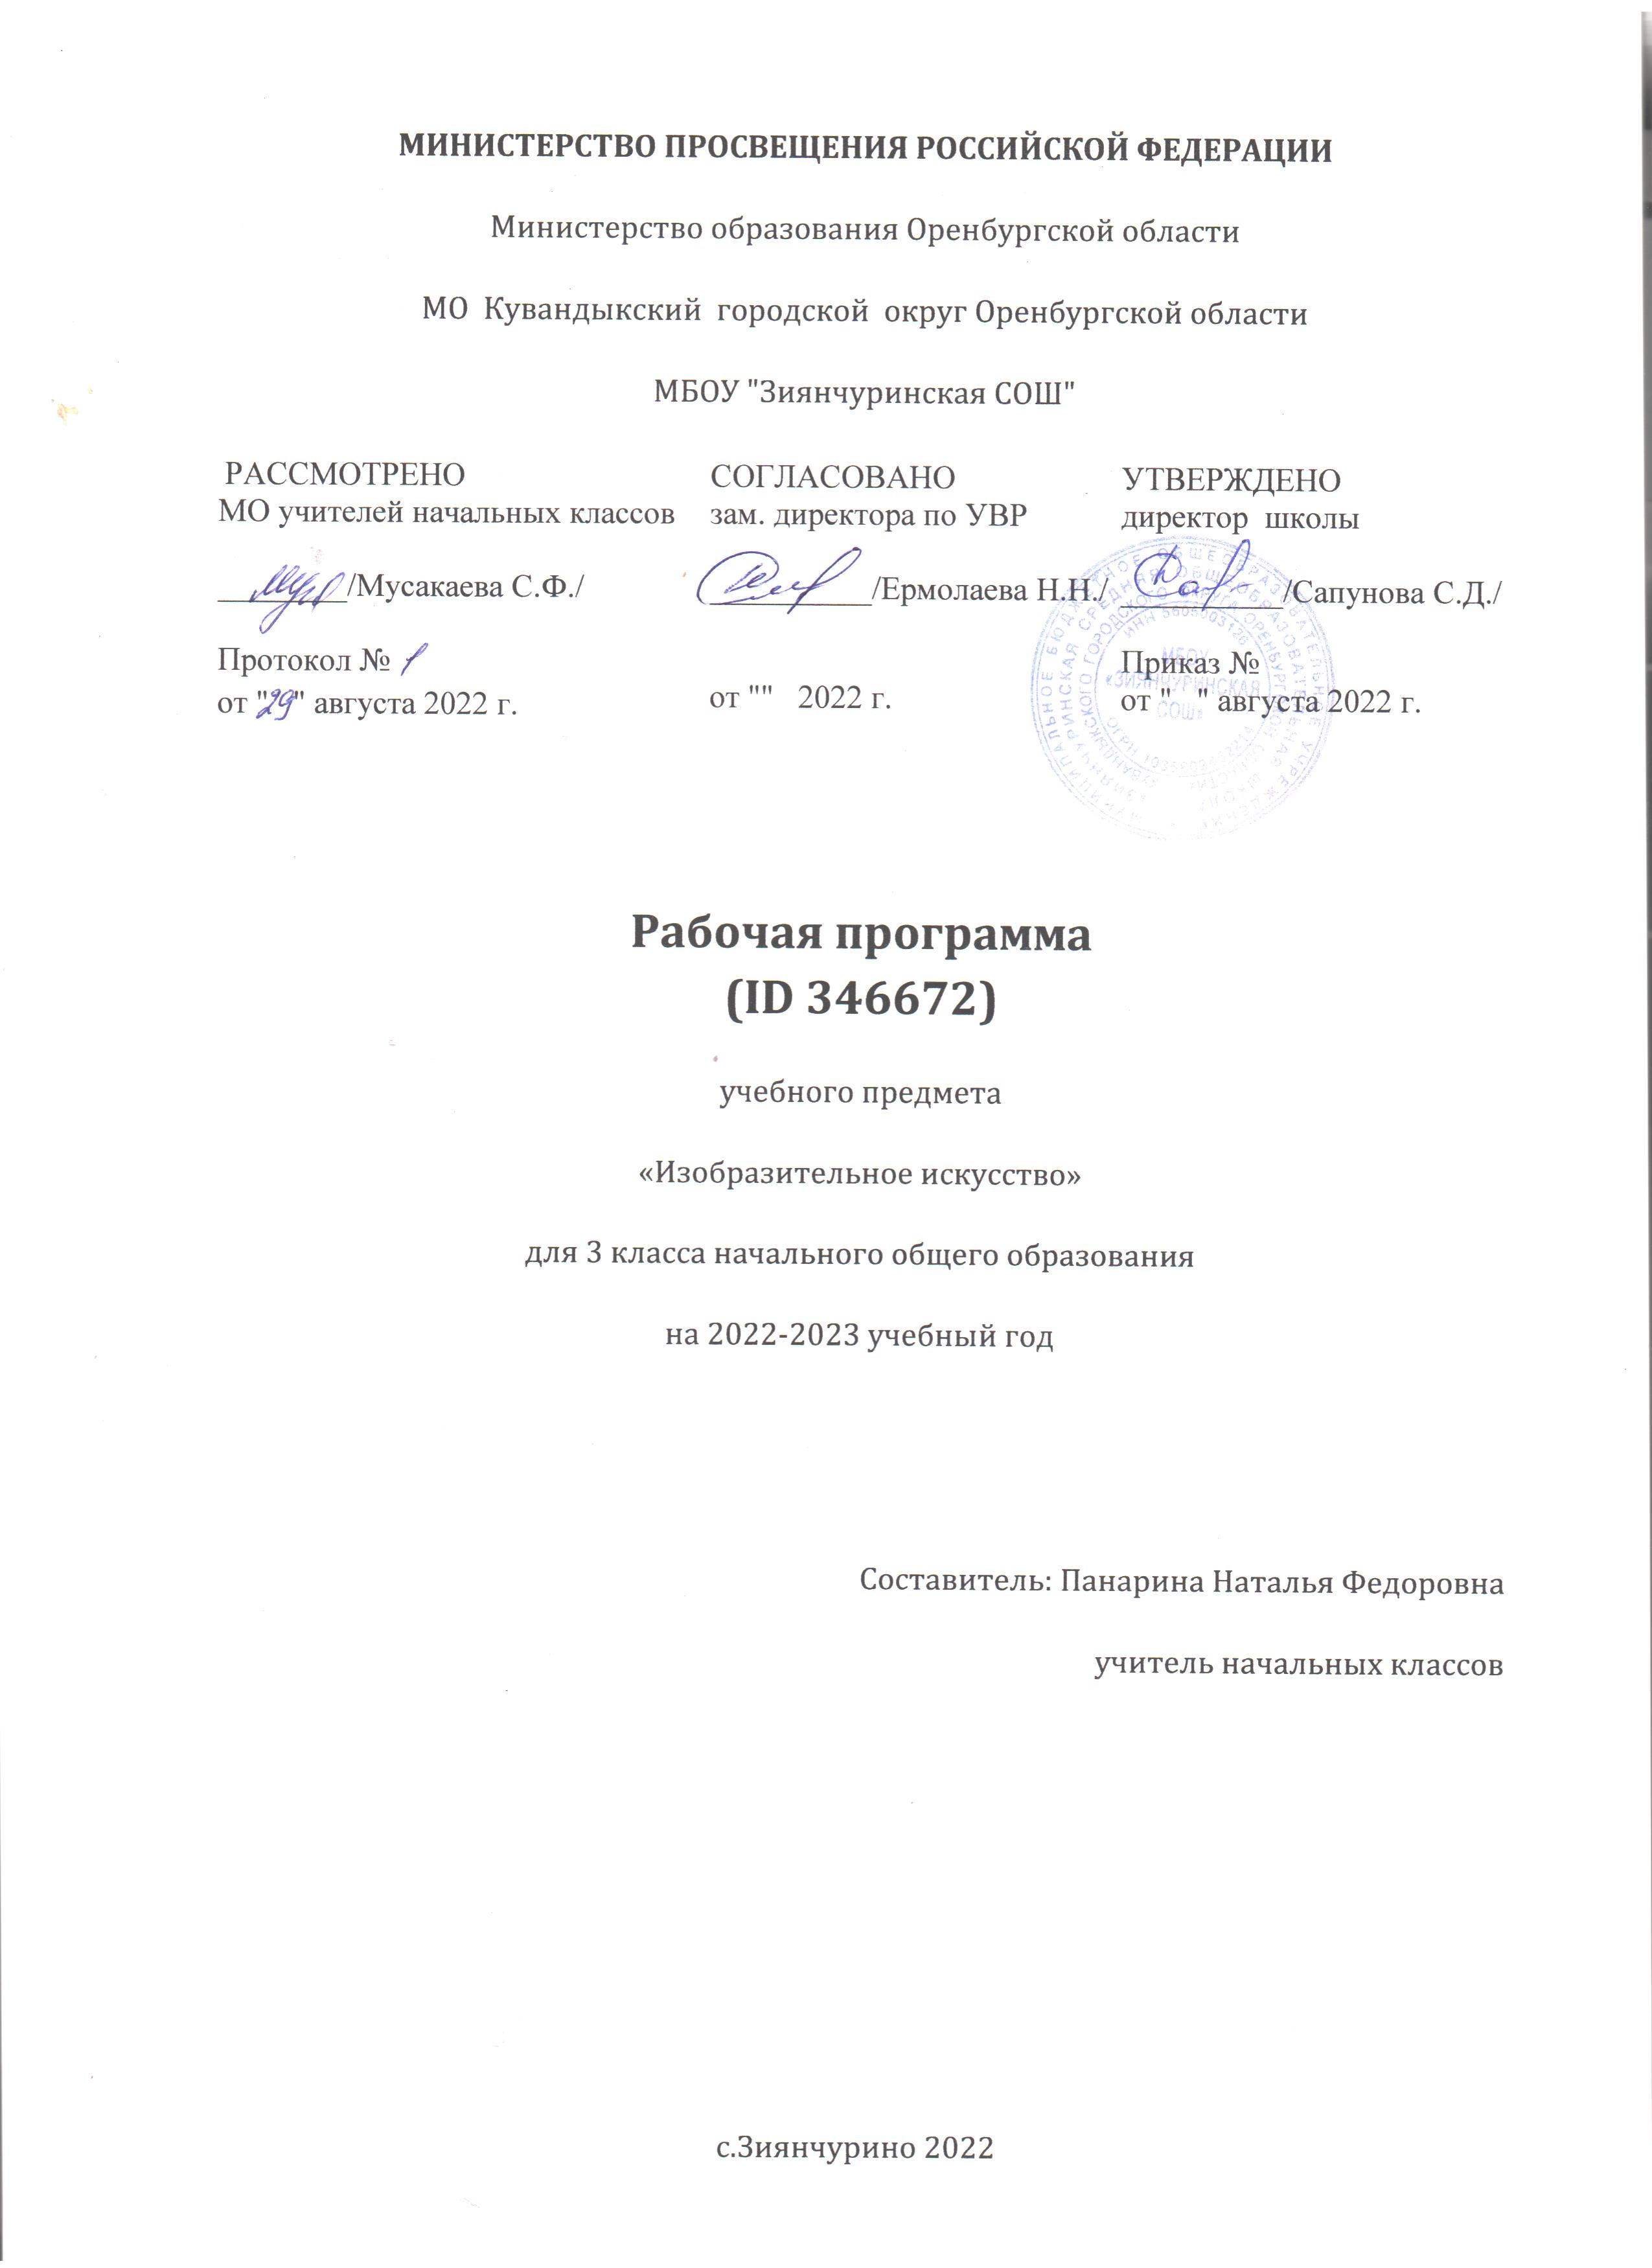 МИНИСТЕРСТВО ПРОСВЕЩЕНИЯ РОССИЙСКОЙ ФЕДЕРАЦИИ
Министерство образования Оренбургской области
МО Кувандыкский городской округ Оренбургской области
МБОУ "Зиянчуринская СОШ"
РАССМОТРЕНО
МО учителей начальных классов
/Мусакаева С.Ф./
Протокол № 1
от "29" августа 2022 г.
СОГЛАСОВАНО
зам. директора по УВР
/Ермолаева Н.Н./
от "" 2022 г.
УТВЕРЖДЕНО
директор школы
/Сапунова С.Д./
Приказ №
от " " августа 2022 г.
МБОУ
«ЗИЯНЧУРИНСКАЯ
СОШ»
Рабочая программа
(ID 346672)
учебного предмета
«Изобразительное искусство»
для 3 класса начального общего образования
на 2022-2023 учебный год
Составитель: Панарина Наталья Федоровна
учитель начальных классов
с.Зиянчурино 2022